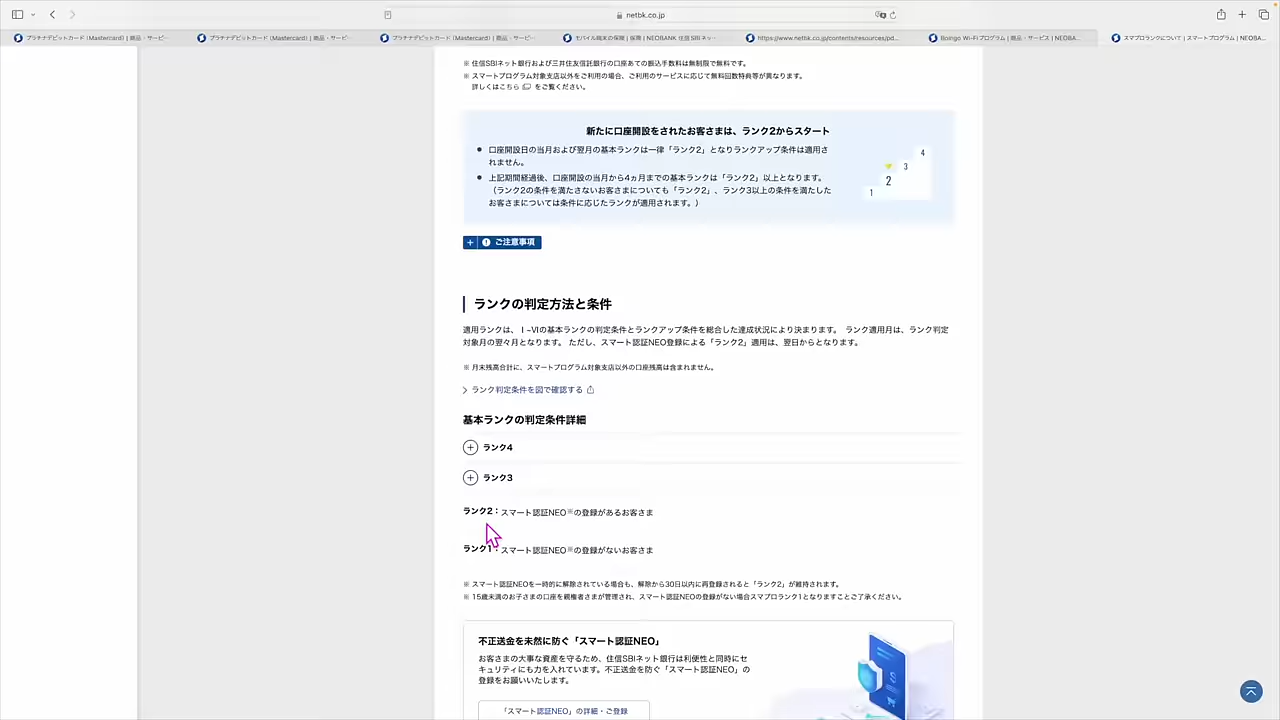 netbk.co.jp
プラチナデビットカード (Mastercard) | 商品・サービ…
プラチナデビットカード (Mastercard) | 商品・サービ…
プラチナデビットカード (Mastercard) | 商品・サービ…
モバイル端末の保険 | 保険 | NEOBANK 住信SBIネッ…
https://www.netbk.co.jp/contents/resources/pd…
Boingo Wi-Fiプログラム | 商品・サービス | NEOBA…
スマプロランクについて | スマートプログラム | NEOBA…
※ 住信SBIネット銀行および三井住友信託銀行の口座あての振込手数料は無制限で無料です。
※ スマートプログラム対象支店以外をご利用の場合、ご利用のサービスに応じて無料回数特典等が異なります。
詳しくはこちら をご覧ください。
新たに口座開設をされたお客さまは、ランク2からスタート
● 口座開設日の当月および翌月の基本ランクは一律「ランク2」となりランクアップ条件は適用さ
れません。
● 上記期間経過後、口座開設の当月から4ヵ月までの基本ランクは「ランク2」以上となります。
（ランク2の条件を満たさないお客さまについても「ランク2」、ランク3以上の条件を満たした
お客さまについては条件に応じたランクが適用されます。）
4
3
2
1
ご注意事項
ランクの判定方法と条件
適用ランクは、Ⅰ~Ⅵの基本ランクの判定条件とランクアップ条件を総合した達成状況により決まります。 ランク適用月は、ランク判定
対象月の翌々月となります。 ただし、スマート認証NEO登録による「ランク2」適用は、翌日からとなります。
※ 月末残高合計に、スマートプログラム対象支店以外の口座残高は含まれません。
ランク判定条件を図で確認する
基本ランクの判定条件詳細
ランク4
ランク3
ランク2：スマート認証NEO※の登録があるお客さま
ランク1：スマート認証NEO※の登録がないお客さま
※ スマート認証NEOを一時的に解除されている場合も、解除から30日以内に再登録されると「ランク2」が維持されます。
※ 15歳未満のお子さまの口座を親権者さまが管理され、スマート認証NEOの登録がない場合スマプロランク1となりますことご了承ください。
不正送金を未然に防ぐ「スマート認証NEO」
お客さまの大事な資産を守るため、住信SBIネット銀行は利便性と同時にセ
キュリティにも力を入れています。不正送金を防ぐ「スマート認証NEO」の
登録をお願いいたします。
「スマート認証NEO」の詳細・ご登録